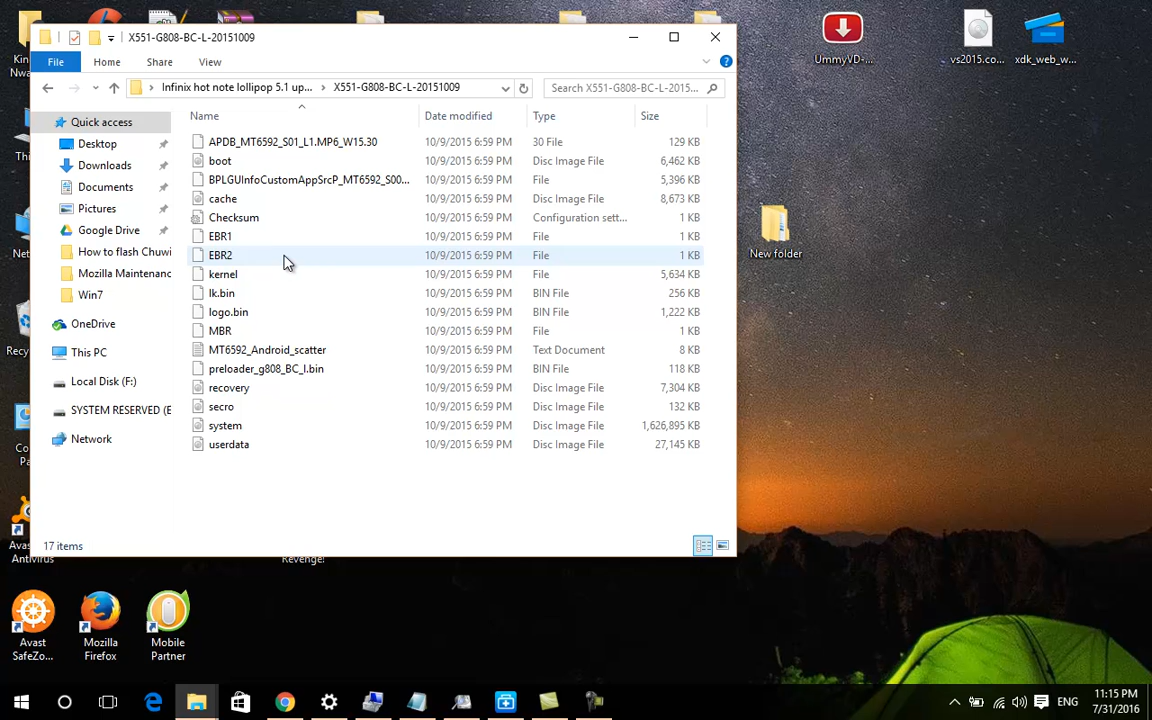 X551-G808-BC-L-20151009
File Home Share View
Infinix hot note lollipop 5.1 up... X551-G808-BC-L-20151009 Search X551-G808-BC-L-2015...
Quick access
Desktop
Downloads
Documents
Pictures
Google Drive
How to flash Chuwi
Mozilla Maintenanc
Win7
OneDrive
This PC
Local Disk (F:)
SYSTEM RESERVED (E
Network
Name Date modified Type Size
APDB_MT6592_S01_L1.MP6_W15.30 10/9/2015 6:59 PM 30 File 129 KB
boot 10/9/2015 6:59 PM Disc Image File 6,462 KB
BPLGUInfoCustomAppSrcP_MT6592_S00... 10/9/2015 6:59 PM File 5,396 KB
cache 10/9/2015 6:59 PM Disc Image File 8,673 KB
Checksum 10/9/2015 6:59 PM Configuration sett... 1 KB
EBR1 10/9/2015 6:59 PM File 1 KB
EBR2 10/9/2015 6:59 PM File 1 KB
kernel 10/9/2015 6:59 PM File 5,634 KB
lk.bin 10/9/2015 6:59 PM BIN File 256 KB
logo.bin 10/9/2015 6:59 PM BIN File 1,222 KB
MBR 10/9/2015 6:59 PM File 1 KB
MT6592_Android_scatter 10/9/2015 6:59 PM Text Document 8 KB
preloader_g808_BC_l.bin 10/9/2015 6:59 PM BIN File 118 KB
recovery 10/9/2015 6:59 PM Disc Image File 7,304 KB
secro 10/9/2015 6:59 PM Disc Image File 132 KB
system 10/9/2015 6:59 PM Disc Image File 1,626,895 KB
userdata 10/9/2015 6:59 PM Disc Image File 27,145 KB
17 items
UmmyVD-...
vs2015.co...
xdk_web_w...
New folder
Kin
Nwa
Thi
Net
Recy
Co
Pa
Avas
Antivirus
Revenge!
Avast
SafeZo...
Mozilla
Firefox
Mobile
Partner
ENG
11:15 PM
7/31/2016